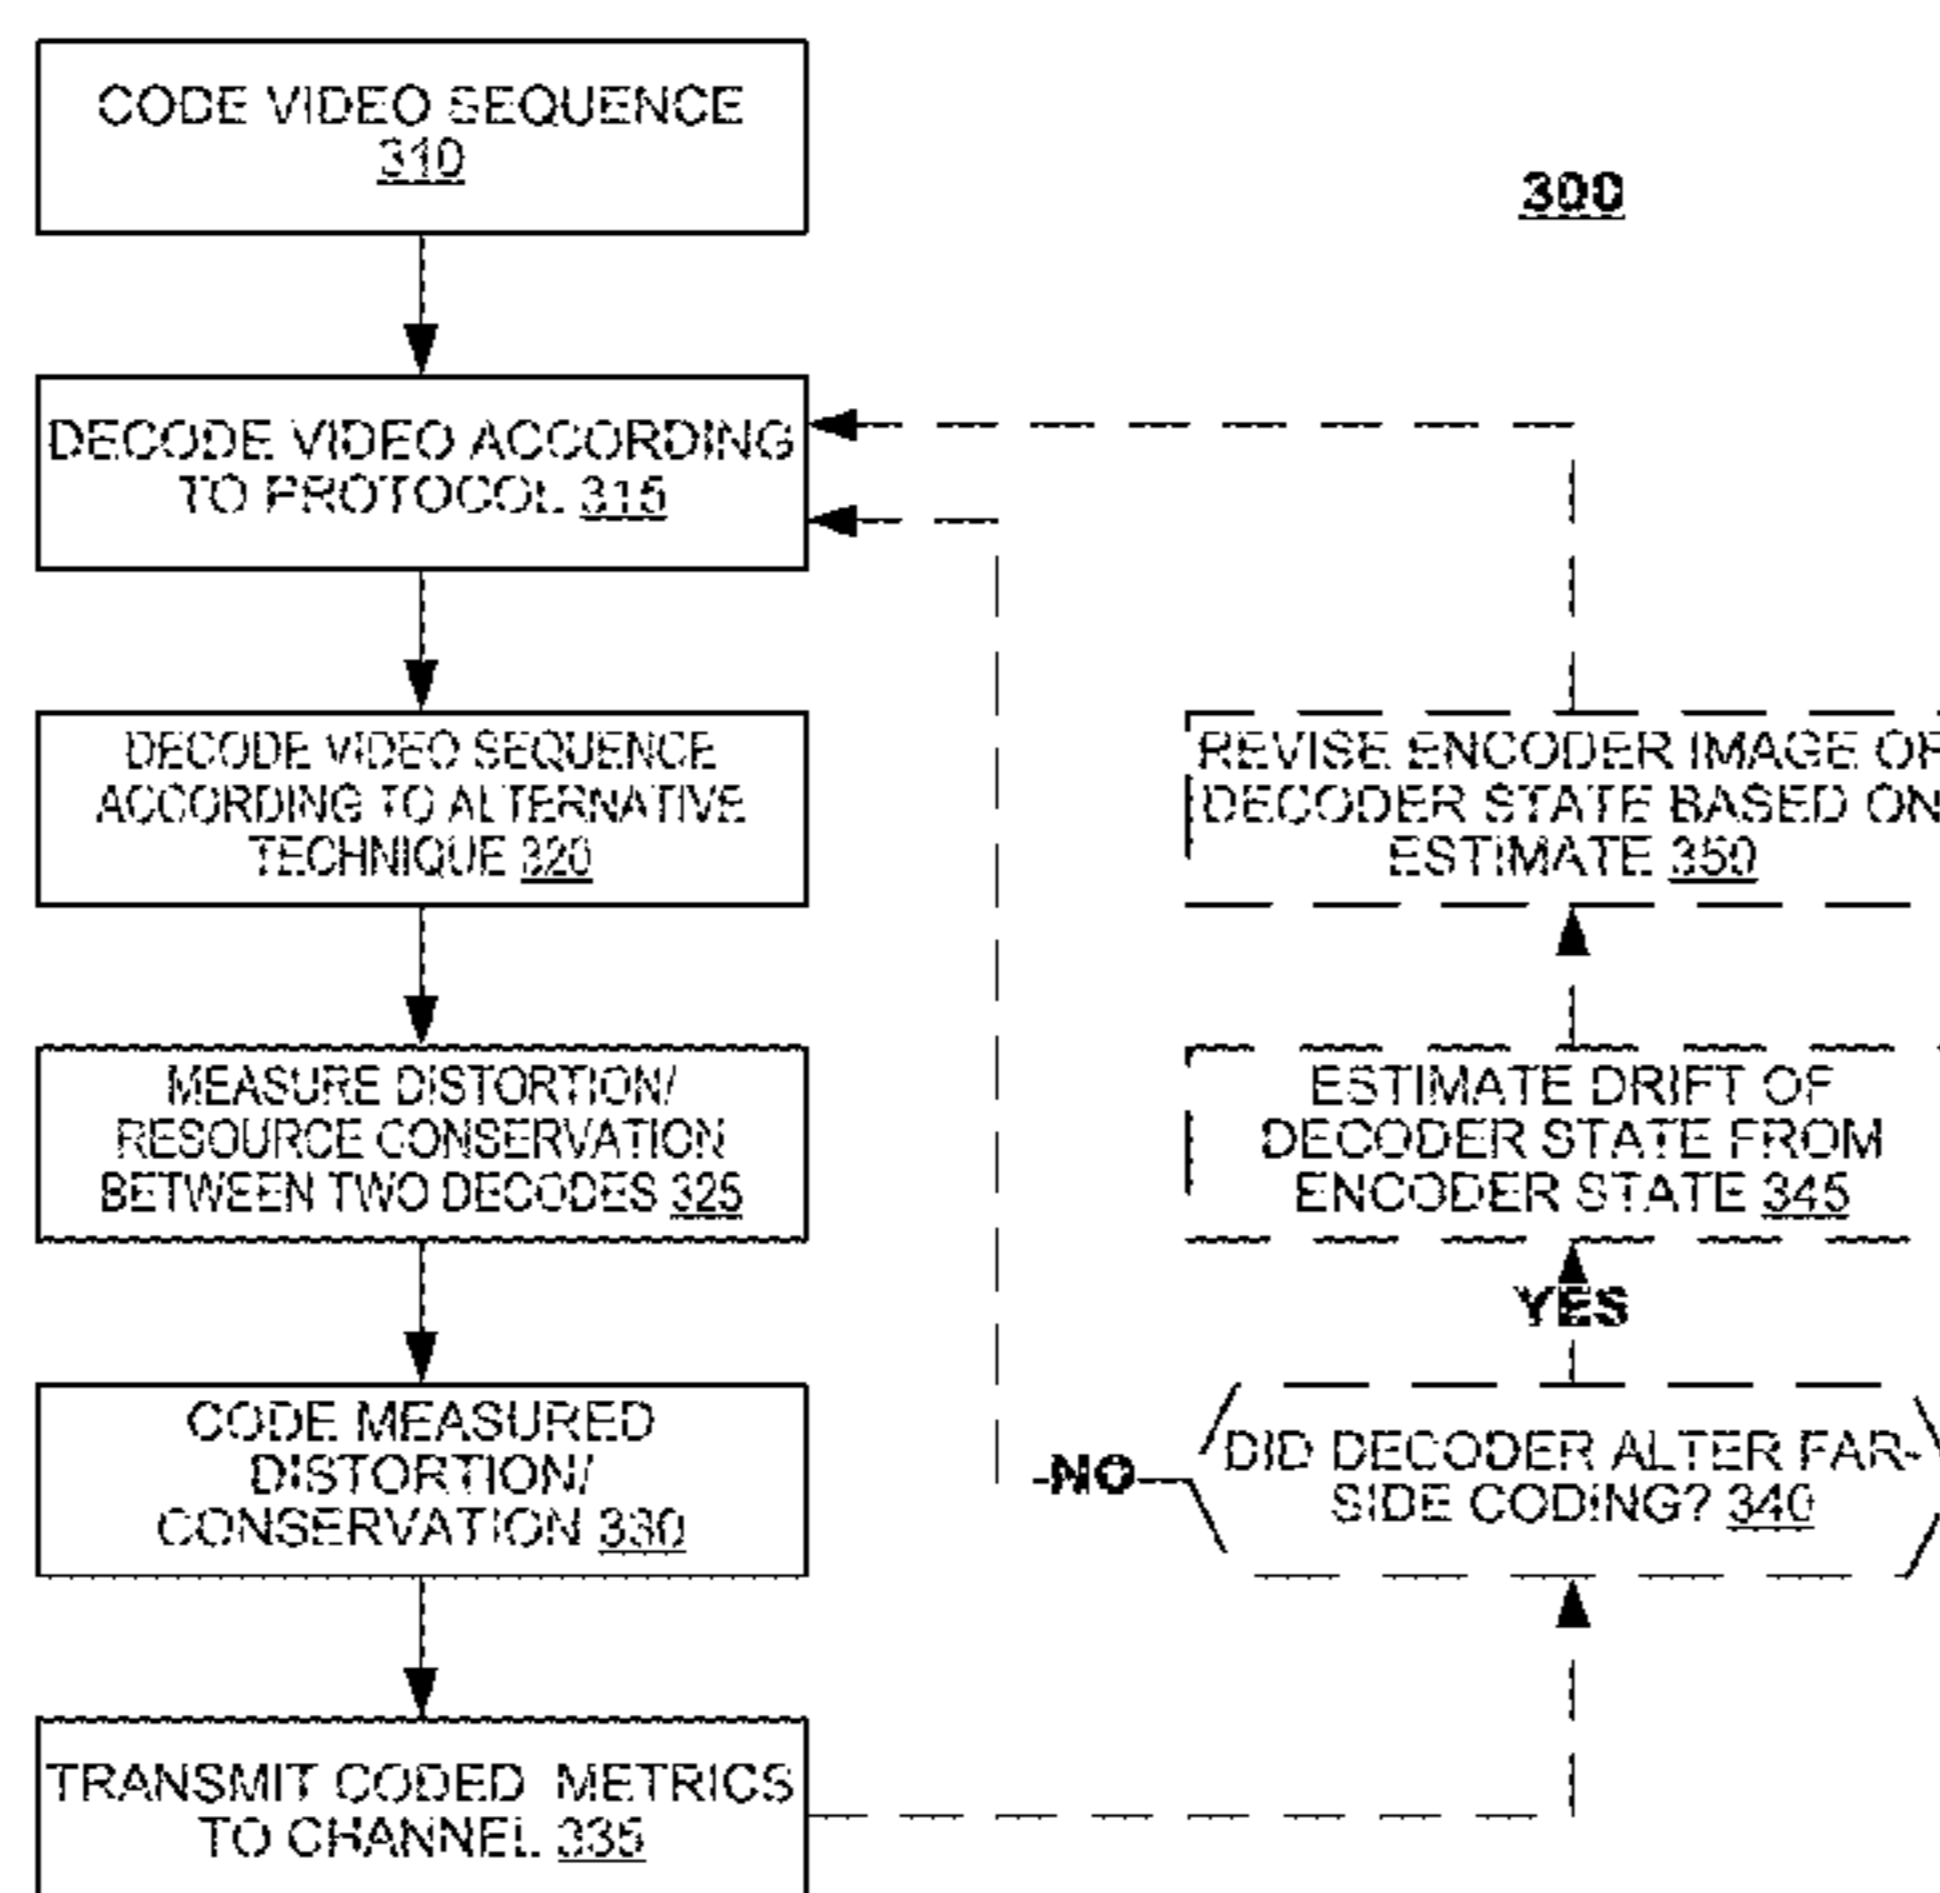 CODE VIDEO SEQUENCE
310
300
DECODE VIDEO ACCORDING
TO PROTOCOL 315
DECODE VIDEO SEQUENCE
ACCORDING TO ALTERNATIVE
TECHNIQUE 320
REVISE ENCODER IMAGE OF
DECODER STATE BASED ON
ESTIMATE 350
MEASURE DISTORTION/
RESOURCE CONSERVATION
BETWEEN TWO DECODES 325
ESTIMATE DRIFT OF
DECODER STATE FROM
ENCODER STATE 345
YES
CODE MEASURED
DISTORTION/
CONSERVATION 330
NO
DID DECODER ALTER FAR-
SIDE CODING? 340
TRANSMIT CODED METRICS
TO CHANNEL 335